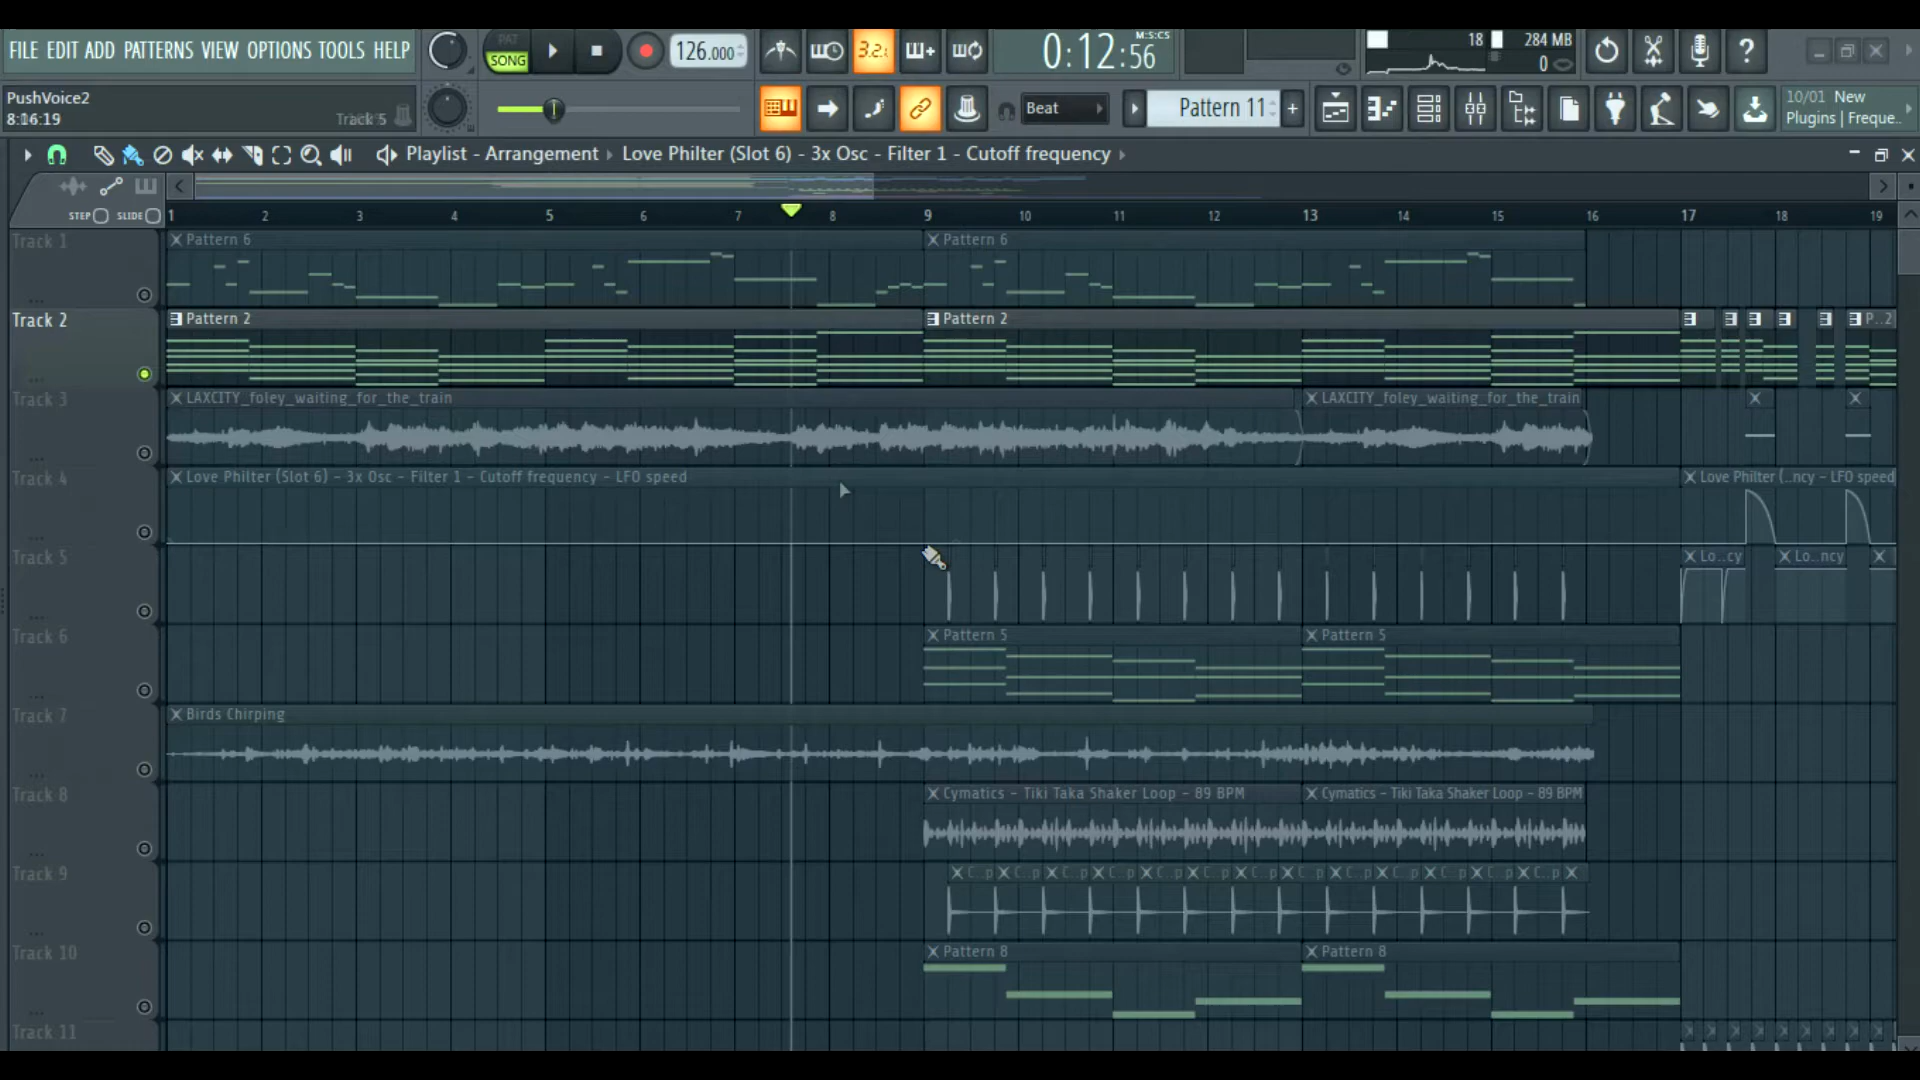 FILE EDIT ADD PATTERNS VIEW OPTIONS TOOLS HELP
PAT
SONG
126.000
3.2.
0:12:56
M:S:CS
18
284 MB
0
PushVoice2
Track 5
Beat
Pattern 11
10/01 New
Plugins | Freque..
Playlist - Arrangement
Love Philter (Slot 6) - 3x Osc - Filter 1 - Cutoff frequency
STEP
SLIDE
1 2 3 4 5 6 7 8 9 10 11 12 13 14 15 16 17 18 19
Track 1
Pattern 6
Pattern 6
Track 2
Pattern 2
Pattern 2
P..2
Track 3
LAXCITY_foley_waiting_for_the_train
LAXCITY_foley_waiting_for_the_train
Track 4
Love Philter (Slot 6) - 3x Osc - Filter 1 - Cutoff frequency - LFO speed
Love Philter (..ncy - LFO speed
Track 5
Lo..cy
Lo..ncy
Track 6
Pattern 5
Pattern 5
Track 7
Birds Chirping
Track 8
Cymatics - Tiki Taka Shaker Loop - 89 BPM
Cymatics - Tiki Taka Shaker Loop - 89 BPM
Track 9
C..p C..p C..p C..p C..p C..p C..p C..p C..p C..p C..p C..p C..p
Track 10
Pattern 8
Pattern 8
Track 11